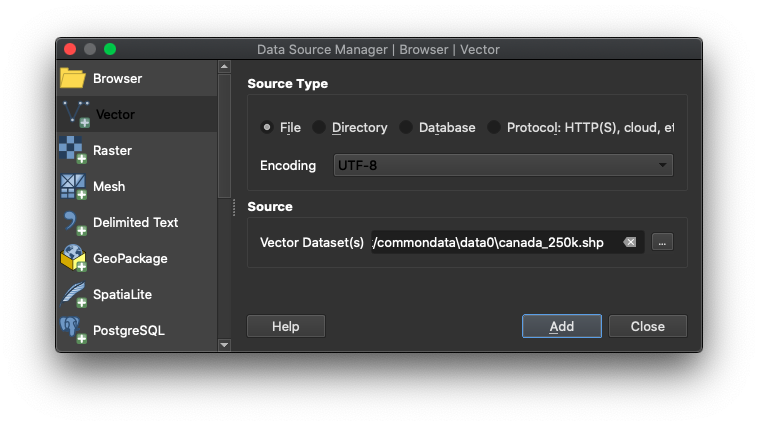 Data Source Manager | Browser | Vector
Browser
Vector
Raster
Mesh
Delimited Text
GeoPackage
SpatiaLite
PostgreSQL
Source Type
File Directory Database Protocol: HTTP(S), cloud, et
Encoding UTF-8
Source
Vector Dataset(s) :/commondata\data0\canada_250k.shp ...
Help Add Close